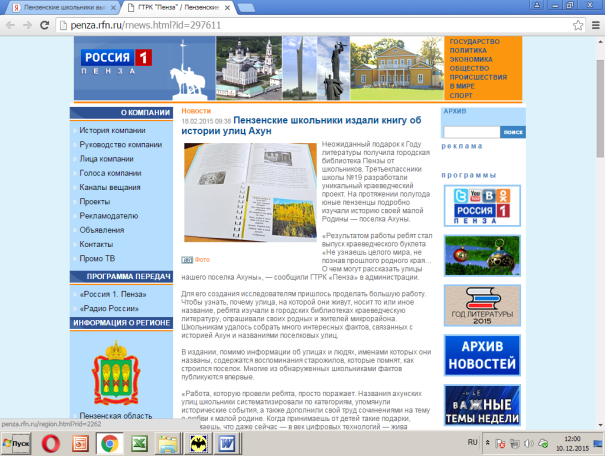 Пензенские школьники вы
ГТРК "Пенза" / Пензенские
penza.rfn.ru/rnews.html?id=297611
РОССИЯ 1
ПЕНЗА
ГОСУДАРСТВО
ПОЛИТИКА
ЭКОНОМИКА
ОБЩЕСТВО
ПРОИСШЕСТВИЯ
В МИРЕ
СПОРТ
О КОМПАНИИ
История компании
Руководство компании
Лица компании
Голоса компании
Каналы вещания
Проекты
Рекламодателю
Объявления
Контакты
Промо ТВ
ПРОГРАММА ПЕРЕДАЧ
«Россия 1. Пенза»
«Радио России»
ИНФОРМАЦИЯ О РЕГИОНЕ
Пензенская область
Новости
18.02.2015 09:38 Пензенские школьники издали книгу об
истории улиц Ахун
Неожиданный подарок к Году
литературы получила городская
библиотека Пензы от
школьников. Третьеклассники
школы №19 разработали
уникальный краеведческий
проект. На протяжении полугода
юные пензенцы подробно
изучали историю своей малой
Родины — поселка Ахуны.
«Результатом работы ребят стал
выпуск краеведческого буклета
«Не узнаешь целого мира, не
познав прошлого родного края...
О чем могут рассказать улицы
нашего поселка Ахуны», — сообщили ГТРК «Пенза» в администрации.
Фото
Для его создания исследователям пришлось проделать большую работу.
Чтобы узнать, почему улица, на которой они живут, носит то или иное
название, ребята изучали в городских библиотеках краеведческую
литературу, опрашивали своих родных и жителей микрорайона.
Школьникам удалось собрать много интересных фактов, связанных с
историей Ахун и названиями поселковых улиц.
В издании, помимо информации об улицах и людях, именами которых они
названы, содержатся воспоминания старожилов, которые помнят, как
строился поселок. Многие из обнаруженных школьниками фактов
публикуются впервые.
«Работа, которую провели ребята, просто поражает. Названия ахунских
улиц школьники систематизировали по категориям, упомянули
исторические события, а также дополнили свой труд сочинениями на тему
любви к малой родине. Когда принимаешь от детей такие подарки,
маешь, что даже сейчас — в век цифровых технологий — жива
АРХИВ
ПОИСК
реклама
программы
You
РОССИЯ 1
ПЕНЗА
ГОД ЛИТЕРАТУРЫ
2015
АРХИВ
НОВОСТЕЙ
ВАЖНЫЕ
ТЕМЫ НЕДЕЛИ
penza.rfn.ru/region.html?rid=2262
Пуск
RU
12:00
10.12.2015